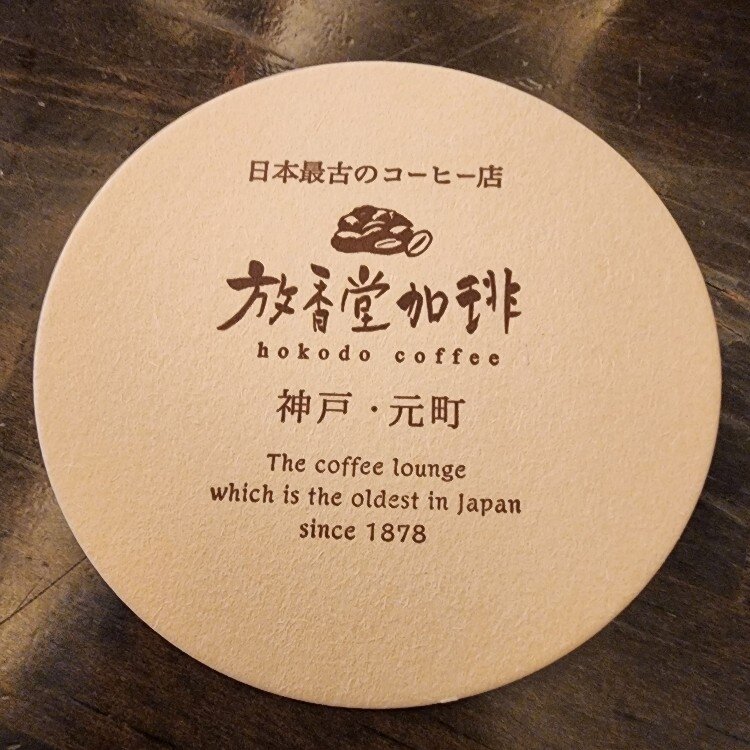 日本最古のコーヒー店
放香堂加琲
hokodo coffee
神戸・元町
The coffee lounge
which is the oldest in Japan
since 1878